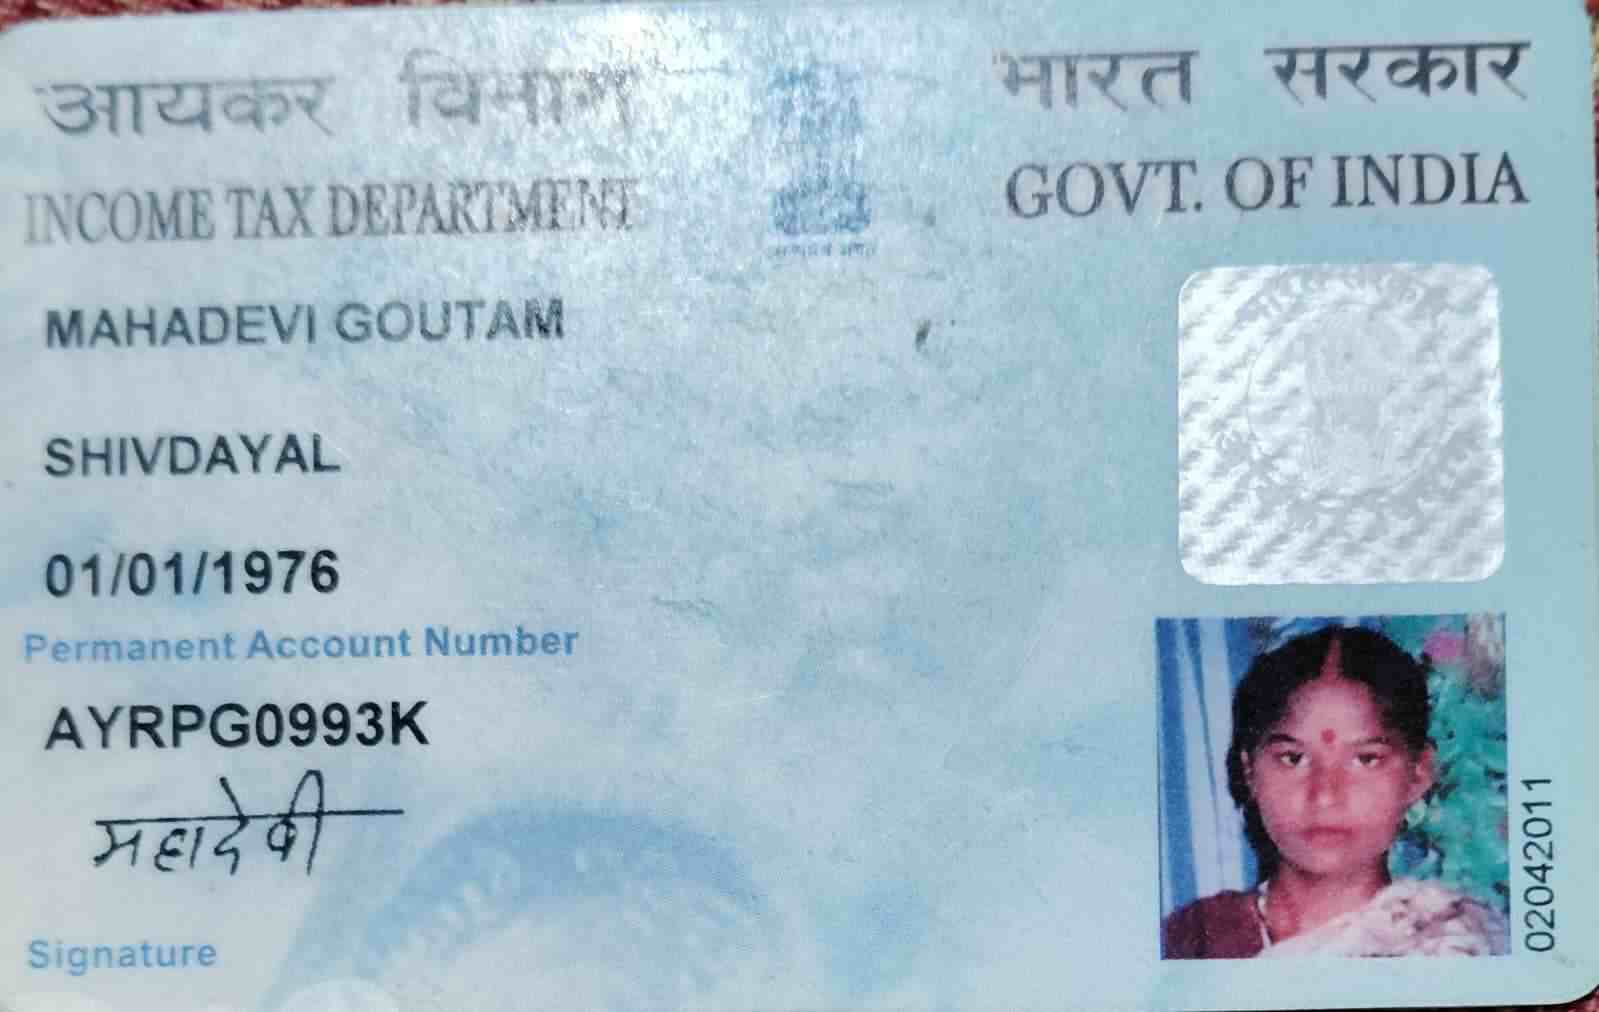 आयकर विभाग
भारत सरकार
INCOME TAX DEPARTMENT
GOVT. OF INDIA
MAHADEVI GOUTAM
SHIVDAYAL
01/01/1976
Permanent Account Number
AYRPG0993K
महादेवी
Signature
02042011